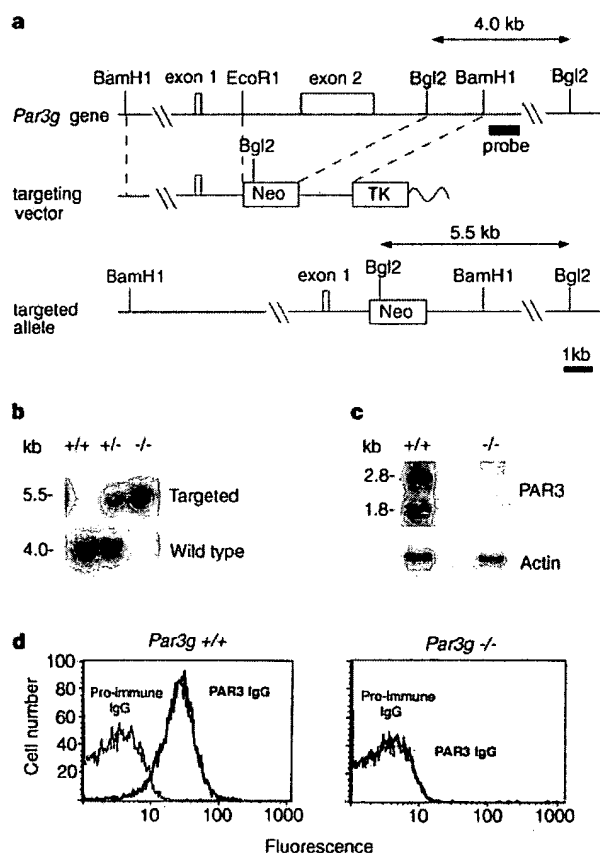 a
4.0 kb
BamH1 exon 1 EcoR1 exon 2 Bgl2 BamH1 Bgl2
Par3g gene
probe
Bgl2
targeting vector
Neo TK
5.5 kb
BamH1 exon 1 Bgl2 BamH1 Bgl2
targeted allele
Neo
1kb
b
kb +/+ +/- -/-
5.5- Targeted
4.0- Wild type
c
kb +/+ -/-
2.8-
PAR3
1.8-
Actin
d
Par3g +/+ Par3g -/-
100
80
60
40
20
Cell number
Pro-immune IgG
PAR3 IgG
Pro-immune IgG
PAR3 IgG
10 100 1000 10 100 1000
Fluorescence